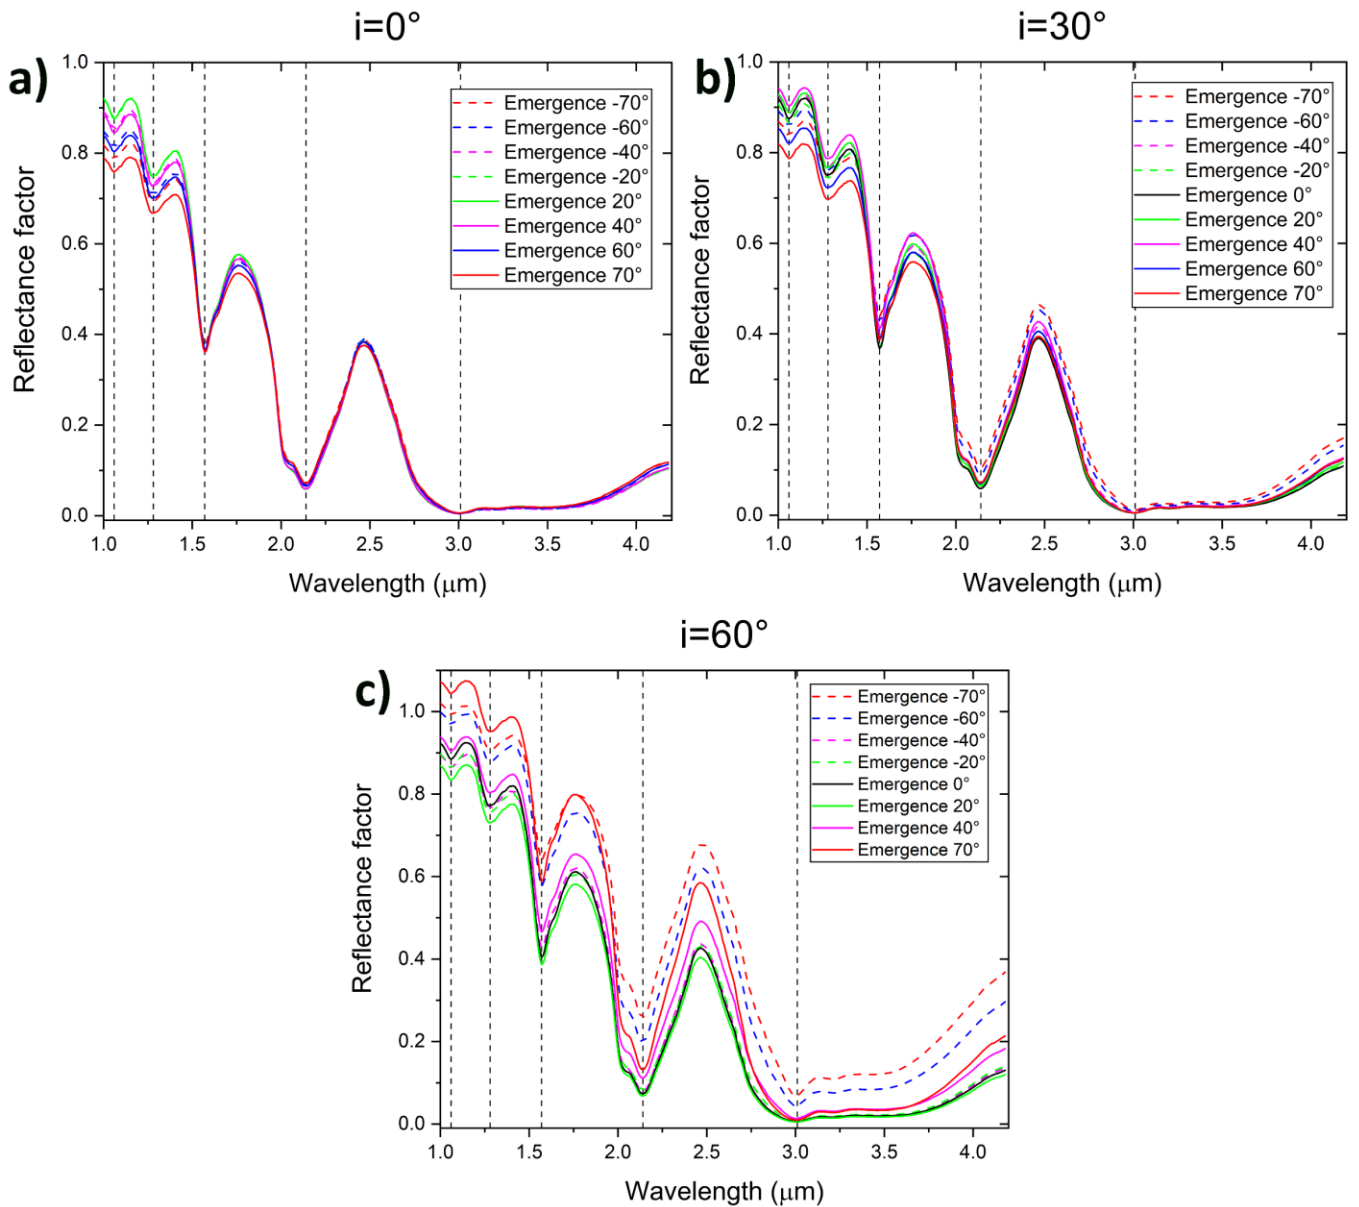 i=0°
i=30°
a)
1.0
0.8
0.6
0.4
0.2
0.0
Reflectance factor
Emergence -70°
Emergence -60°
Emergence -40°
Emergence -20°
Emergence 20°
Emergence 40°
Emergence 60°
Emergence 70°
1.0 1.5 2.0 2.5 3.0 3.5 4.0
Wavelength (μm)
b)
1.0
0.8
0.6
0.4
0.2
0.0
Reflectance factor
Emergence -70°
Emergence -60°
Emergence -40°
Emergence -20°
Emergence 0°
Emergence 20°
Emergence 40°
Emergence 60°
Emergence 70°
1.0 1.5 2.0 2.5 3.0 3.5 4.0
Wavelength (μm)
i=60°
c)
1.0
0.8
0.6
0.4
0.2
0.0
Reflectance factor
Emergence -70°
Emergence -60°
Emergence -40°
Emergence -20°
Emergence 0°
Emergence 20°
Emergence 40°
Emergence 70°
1.0 1.5 2.0 2.5 3.0 3.5 4.0
Wavelength (μm)